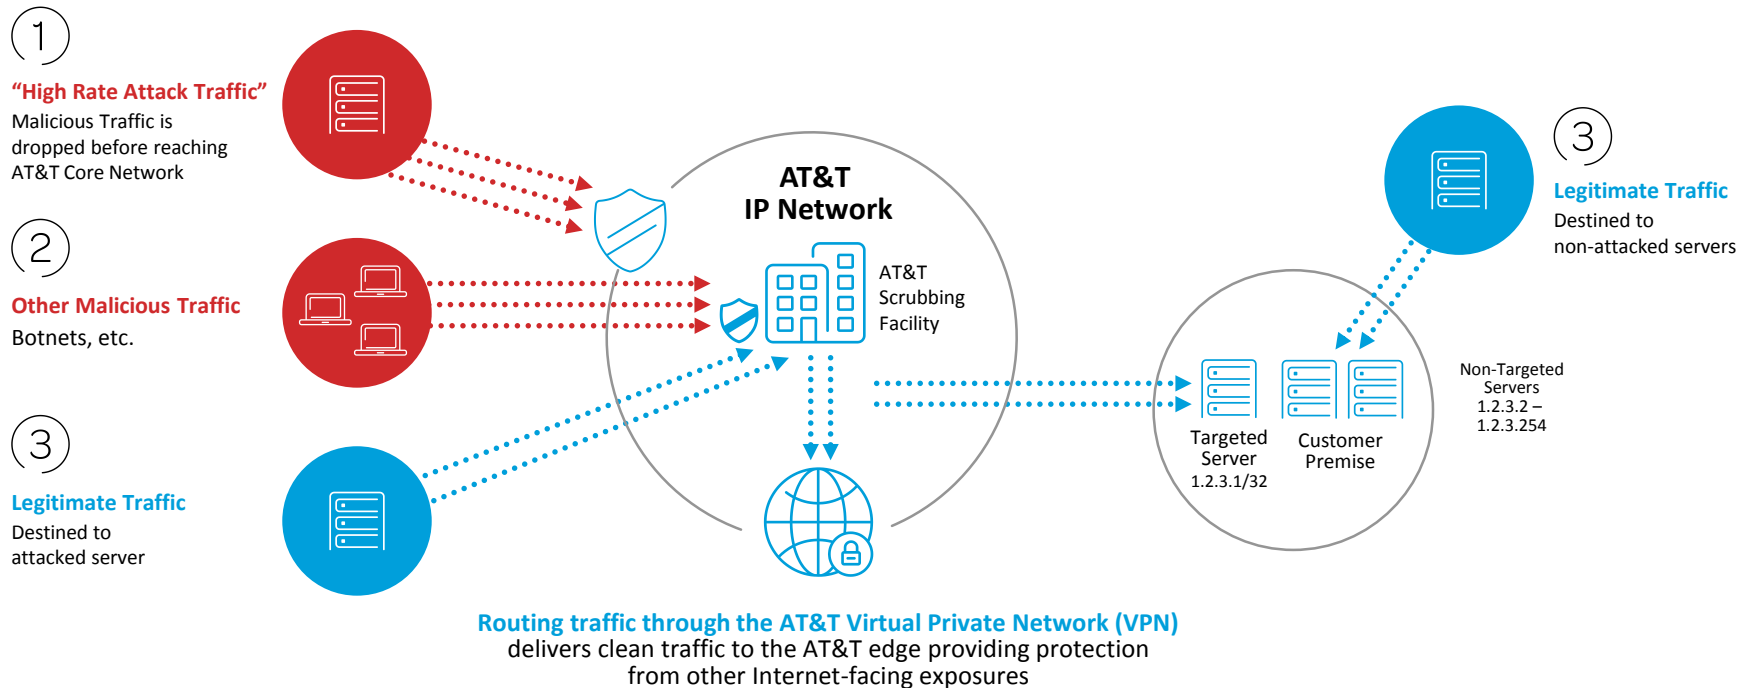 1
“High Rate Attack Traffic”
Malicious Traffic is
dropped before reaching
AT&T Core Network
2
Other Malicious Traffic
Botnets, etc.
3
Legitimate Traffic
Destined to
attacked server
AT&T
IP Network
AT&T
Scrubbing
Facility
Targeted
Server
1.2.3.1/32
Customer
Premise
Non-Targeted
Servers
1.2.3.2 –
1.2.3.254
3
Legitimate Traffic
Destined to
non-attacked servers
Routing traffic through the AT&T Virtual Private Network (VPN)
delivers clean traffic to the AT&T edge providing protection
from other Internet-facing exposures